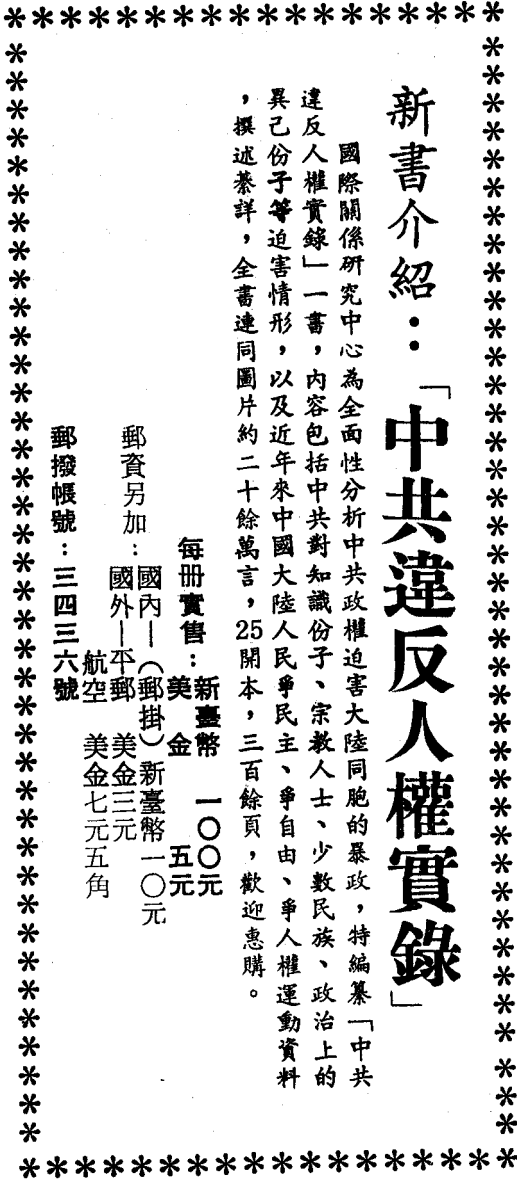 新書介紹：「中共違反人權實錄」
國際關係研究中心為全面性分析中共政權迫害大陸同胞的暴政，特編纂「中共
違反人權實錄」一書，內容包括中共對知識份子、宗教人士、少數民族、政治上的
異己份子等迫害情形，以及近年來中國大陸人民爭民主、爭自由、爭人權運動資料
，撰述綦詳，全書連同圖片約二十餘萬言，25開本，三百餘頁，歡迎惠購。
每冊實售：新臺幣　一〇〇元
美　金　五元
郵資另加：國內—（郵掛）新臺幣一〇元
國外—平郵　美金三元
航空　美金七元五角
郵撥帳號：三四三六號